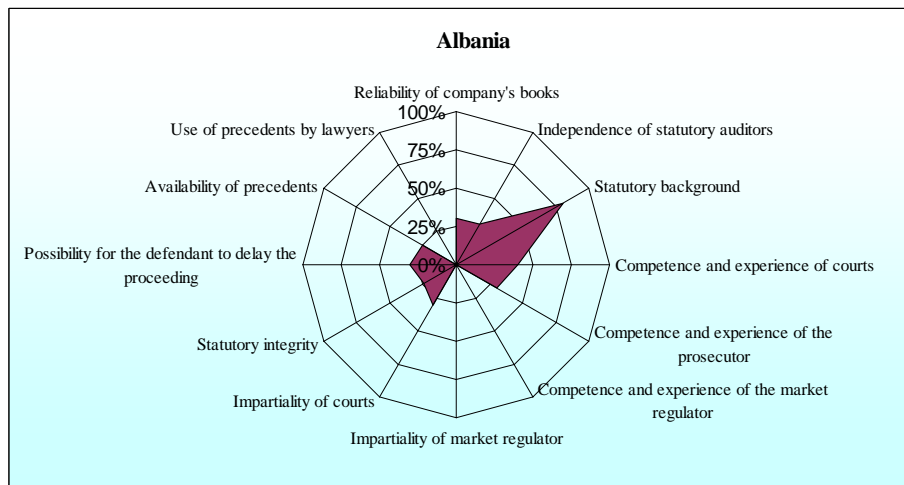 Albania
Reliability of company's books
100%
Use of precedents by lawyers
Independence of statutory auditors
75%
Availability of precedents
50%
Statutory background
25%
Possibility for the defendant to delay the
proceeding
0%
Competence and experience of courts
Statutory integrity
Competence and experience of the
prosecutor
Impartiality of courts
Competence and experience of the market
regulator
Impartiality of market regulator